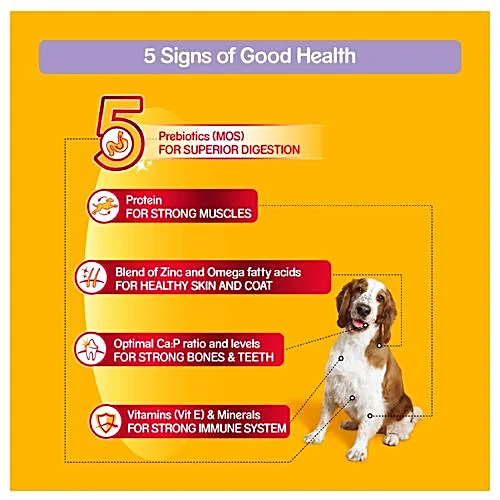 5 Signs of Good Health
5
Prebiotics (MOS)
FOR SUPERIOR DIGESTION
Protein
FOR STRONG MUSCLES
Blend of Zinc and Omega fatty acids
FOR HEALTHY SKIN AND COAT
Optimal Ca:P ratio and levels
FOR STRONG BONES & TEETH
Vitamins (Vit E) & Minerals
FOR STRONG IMMUNE SYSTEM